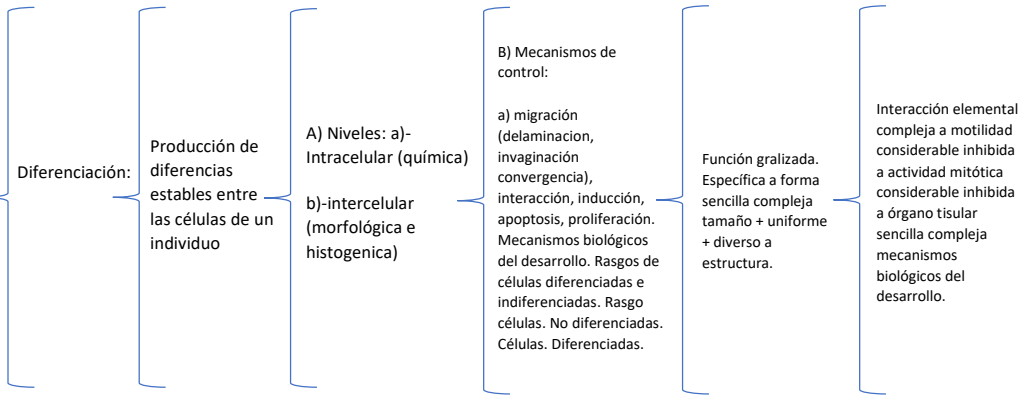 Diferenciación:
Producción de
diferencias
estables entre
las células de un
individuo
A) Niveles: a)-
Intracelular (química)
b)-intercelular
(morfológica e
histogenica)
B) Mecanismos de
control:
a) migración
(delaminacion,
invaginación
convergencia),
interacción, inducción,
apoptosis, proliferación.
Mecanismos biológicos
del desarrollo. Rasgos de
células diferenciadas e
indiferenciadas. Rasgo
células. No diferenciadas.
Células. Diferenciadas.
Función gralizada.
Específica a forma
sencilla compleja
tamaño + uniforme
+ diverso a
estructura.
Interacción elemental
compleja a motilidad
considerable inhibida
a actividad mitótica
considerable inhibida
a órgano tisular
sencilla compleja
mecanismos
biológicos del
desarrollo.